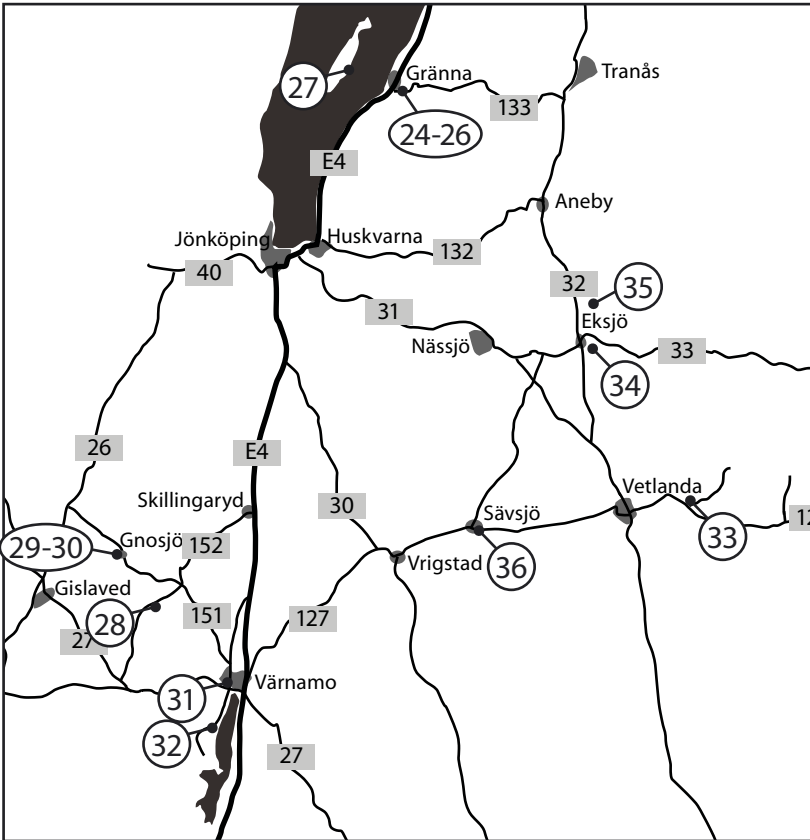 27
Gränna
Tranås
133
24-26
E4
Aneby
Jönköping
Huskvarna
132
40
32
35
31
Eksjö
Nässjö
33
34
26
E4
Skillingaryd
30
Vetlanda
Sävsjö
12
29-30
Gnosjö
152
33
Vrigstad
36
Gislaved
28
151
127
27
31
Värnamo
32
27